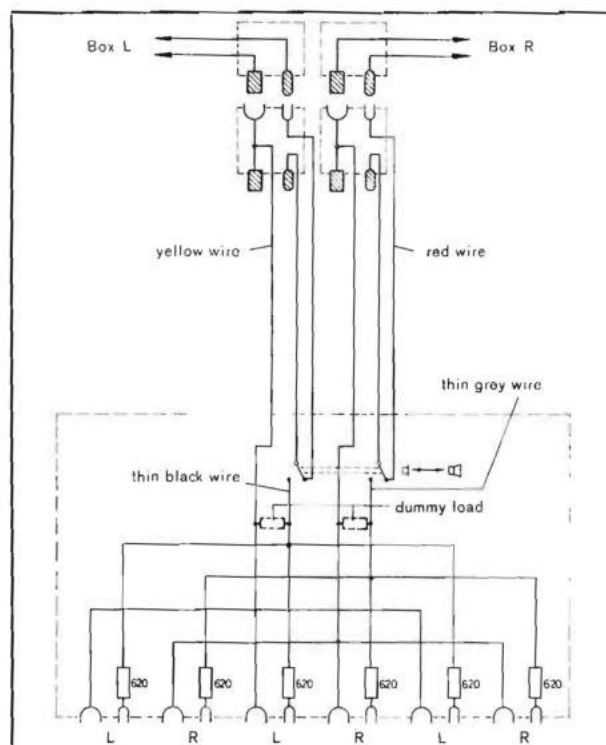 Box L
Box R
yellow wire
red wire
thin grey wire
thin black wire
dummy load
620
620
620
620
620
620
L
R
L
R
L
R